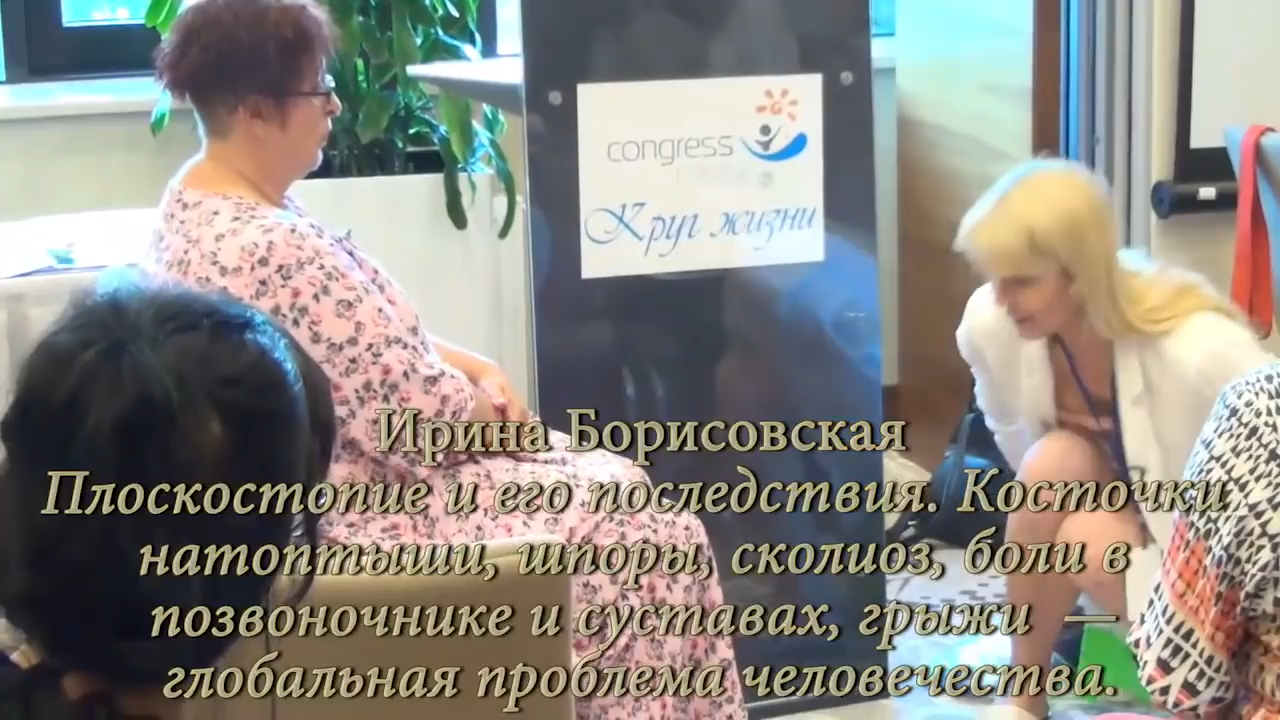 congress
Круг жизни
Ирина Борисовская
Плоскостопие и его последствия. Косточки
натоптыши, шпоры, сколиоз, боли в
позвоночнике и суставах, грыжи —
глобальная проблема человечества.